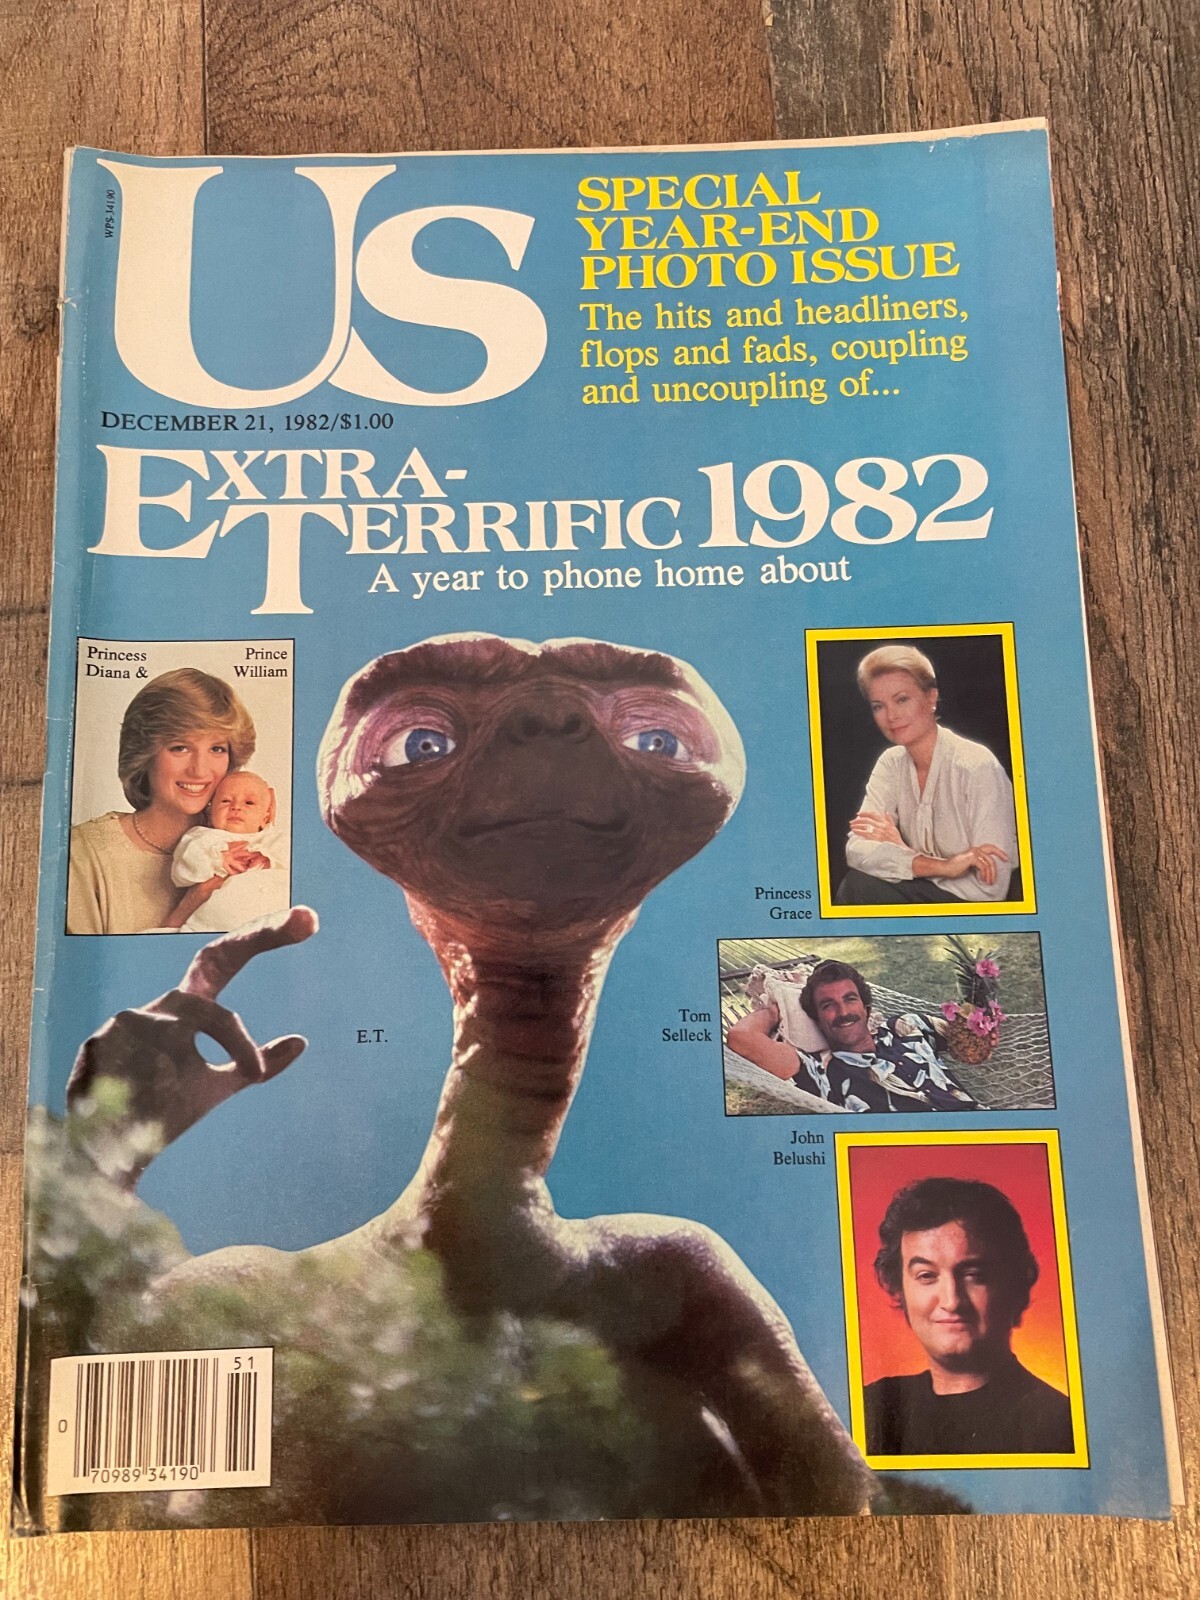 WPS-34190
US
SPECIAL
YEAR-END
PHOTO ISSUE
The hits and headliners,
flops and fads, coupling
and uncoupling of...
DECEMBER 21, 1982/$1.00
EXTRA-
TERRIFIC 1982
A year to phone home about
Princess Prince
Diana & William
Princess
Grace
E.T.
Tom
Selleck
John
Belushi
51
0
70989 34190